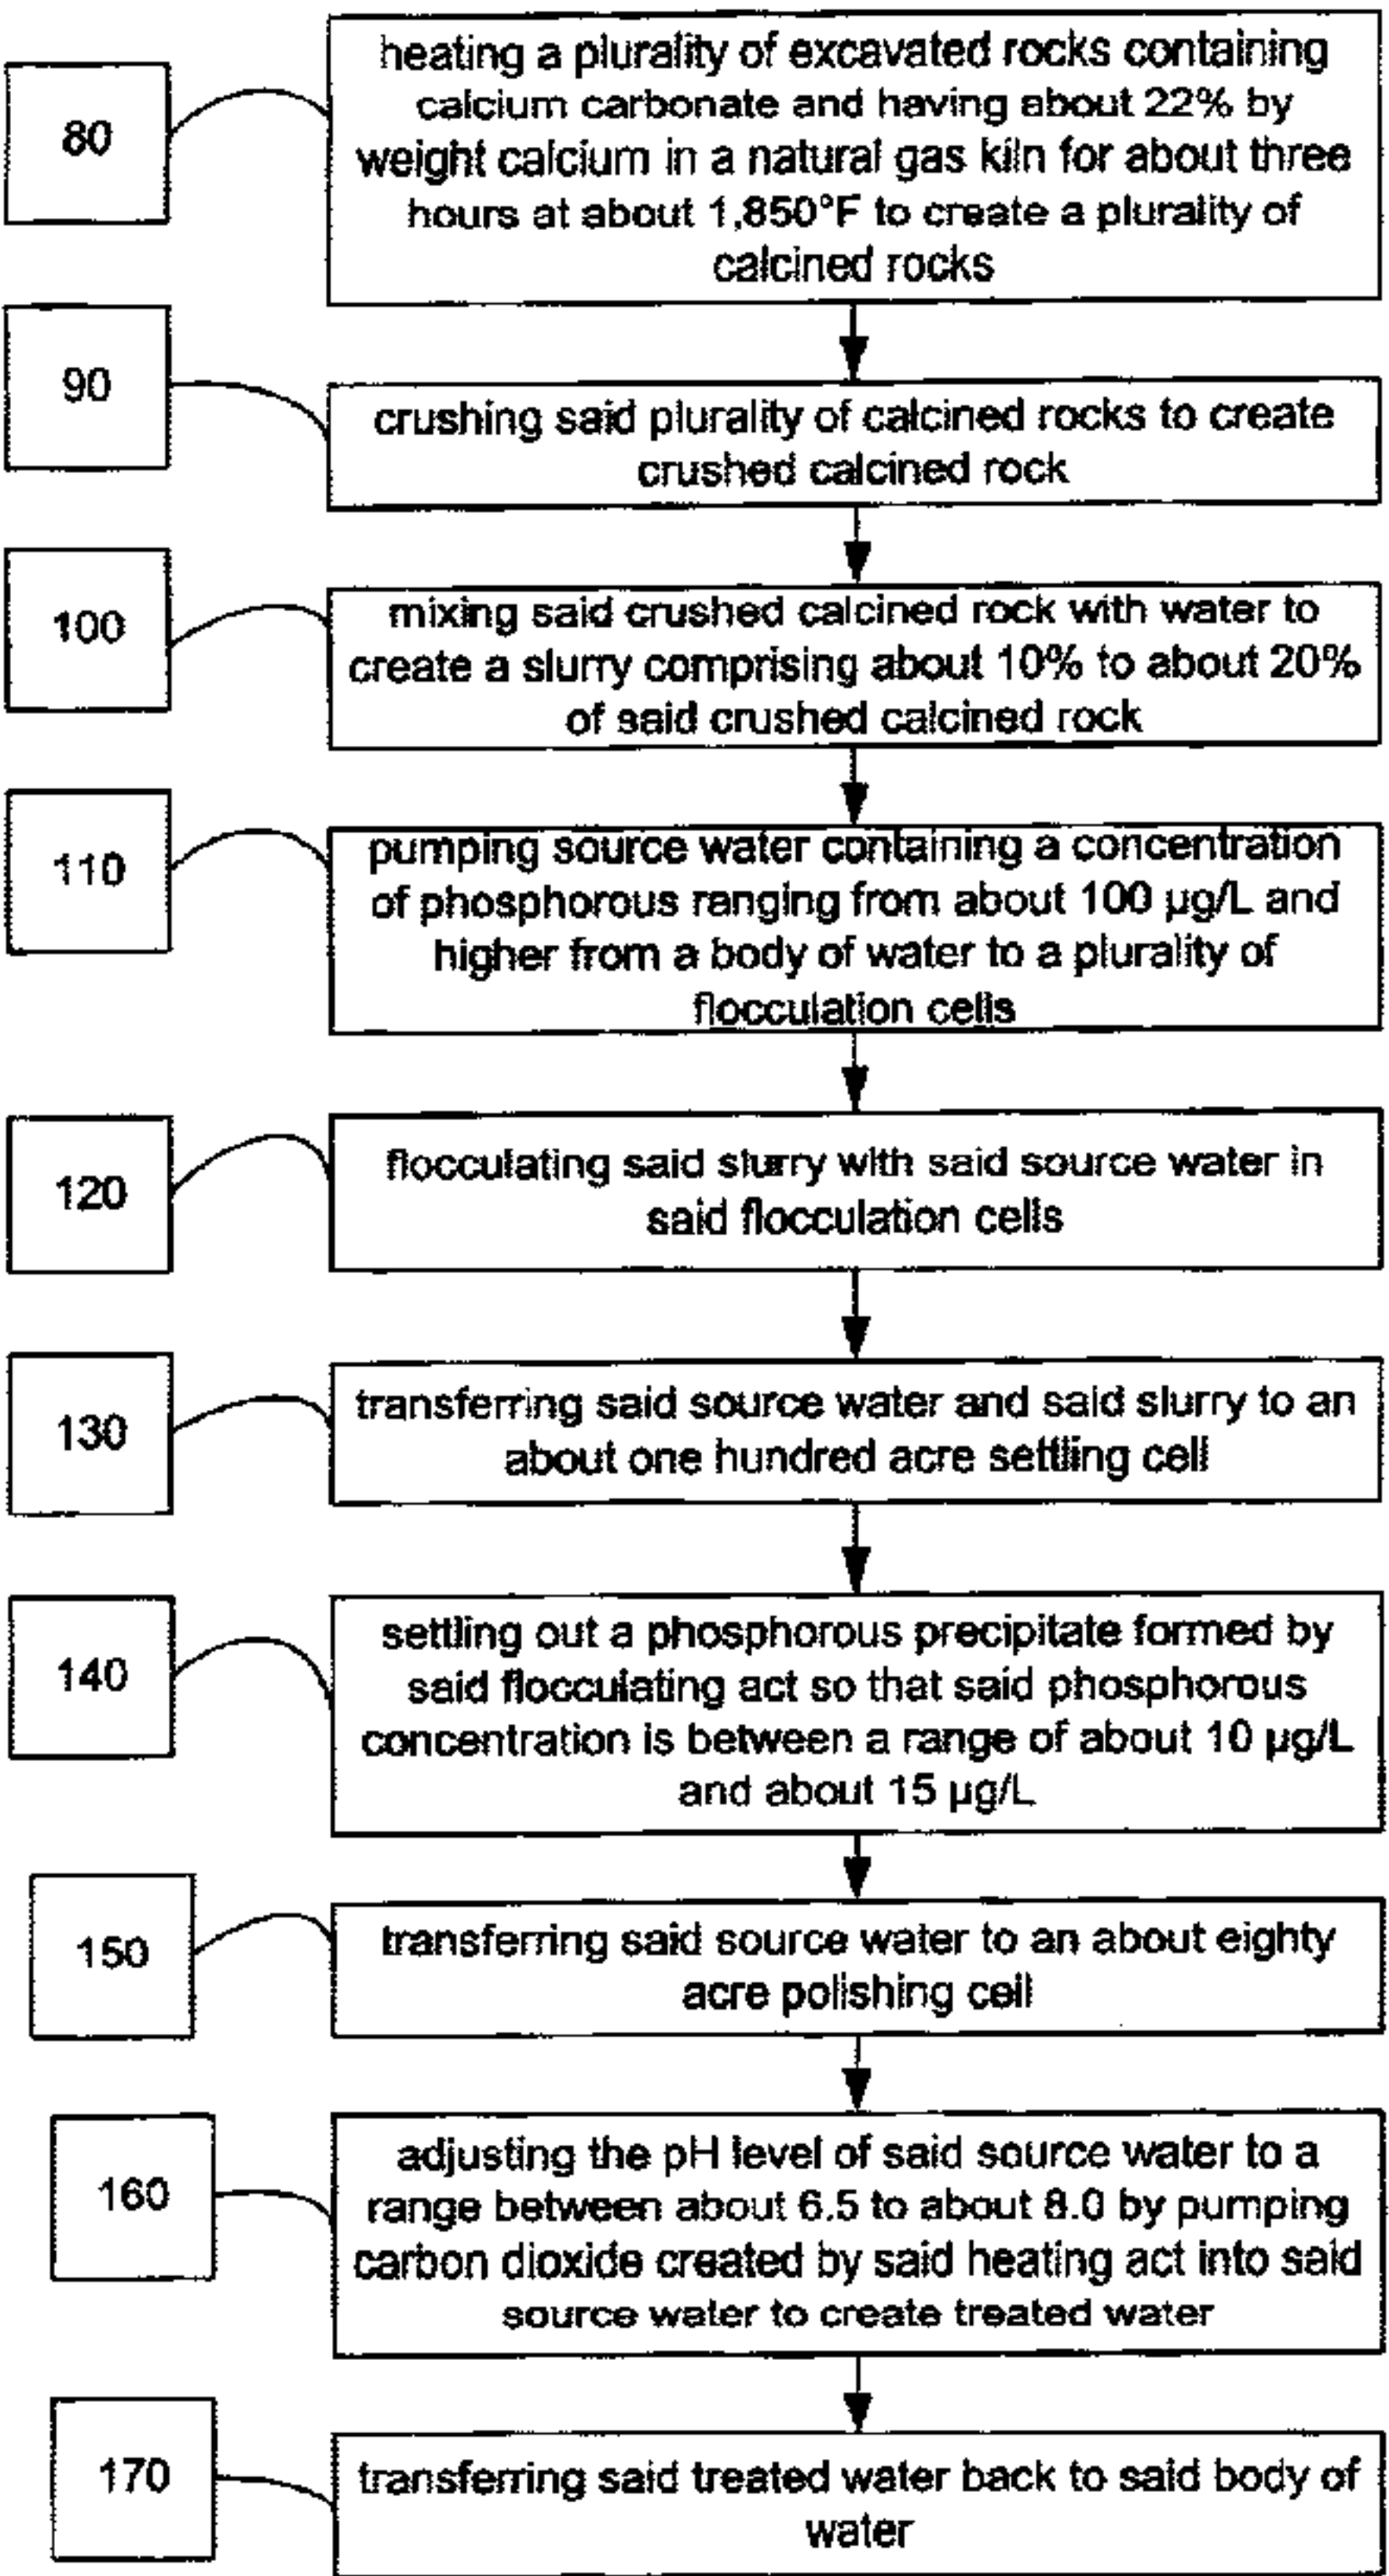 80
heating a plurality of excavated rocks containing
calcium carbonate and having about 22% by
weight calcium in a natural gas kiln for about three
hours at about 1,850°F to create a plurality of
calcined rocks
90
crushing said plurality of calcined rocks to create
crushed calcined rock
100
mixing said crushed calcined rock with water to
create a slurry comprising about 10% to about 20%
of said crushed calcined rock
110
pumping source water containing a concentration
of phosphorous ranging from about 100 µg/L and
higher from a body of water to a plurality of
flocculation cells
120
flocculating said slurry with said source water in
said flocculation cells
130
transferring said source water and said slurry to an
about one hundred acre settling cell
140
settling out a phosphorous precipitate formed by
said flocculating act so that said phosphorous
concentration is between a range of about 10 µg/L
and about 15 µg/L
150
transferring said source water to an about eighty
acre polishing cell
160
adjusting the pH level of said source water to a
range between about 6.5 to about 8.0 by pumping
carbon dioxide created by said heating act into said
source water to create treated water
170
transferring said treated water back to said body of
water